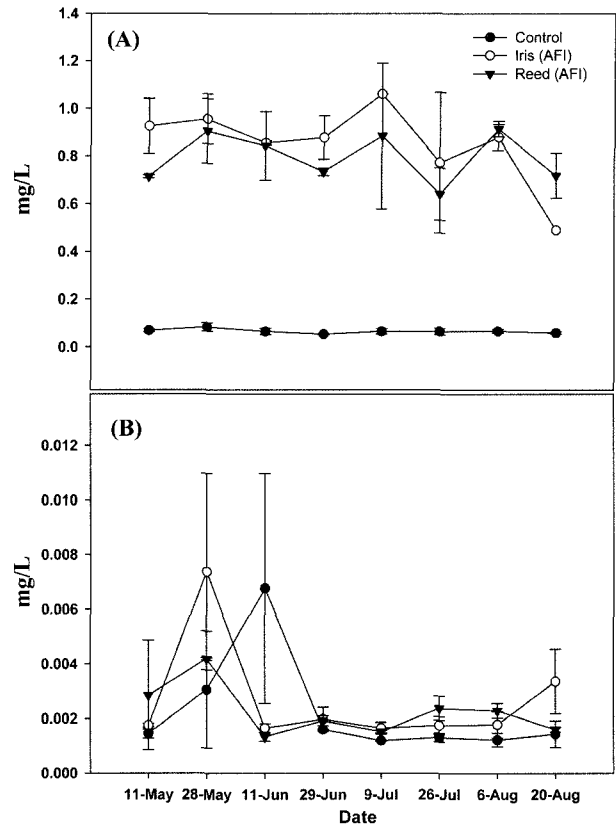 (A)
Control
Iris (AFI)
Reed (AFI)
1.4
1.2
1.0
0.8
0.6
0.4
0.2
0.0
mg/L
(B)
0.012
0.010
0.008
0.006
0.004
0.002
0.000
mg/L
11-May 28-May 11-Jun 29-Jun 9-Jul 26-Jul 6-Aug 20-Aug
Date